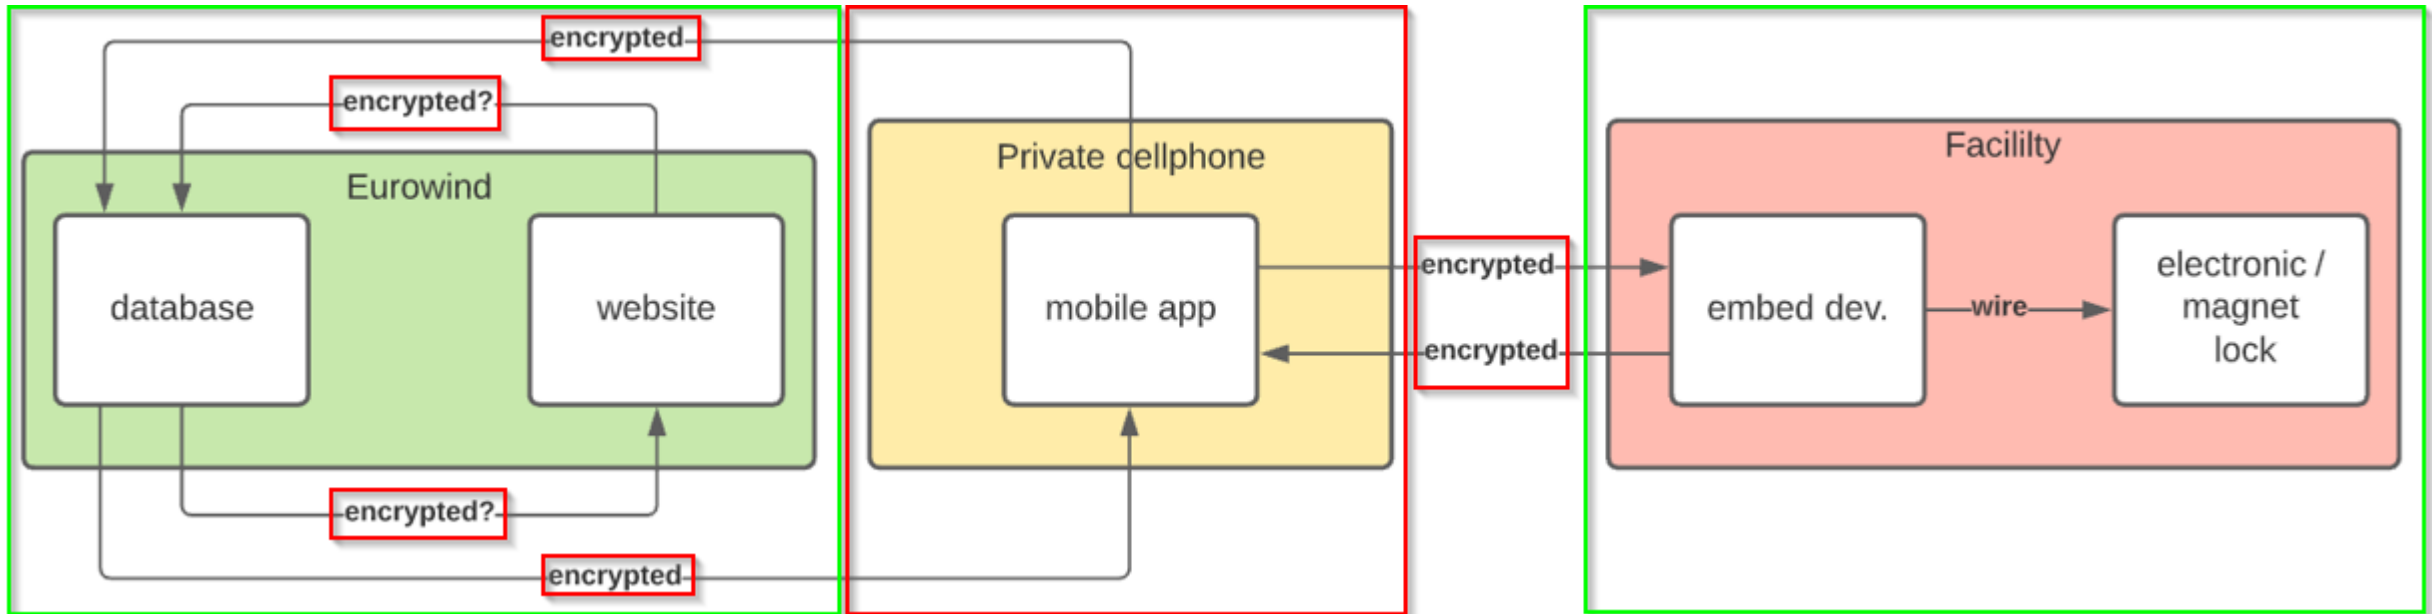 encrypted
encrypted?
Eurowind
database
website
encrypted?
encrypted
Private cellphone
mobile app
encrypted
encrypted
Facililty
embed dev.
wire
electronic /
magnet
lock